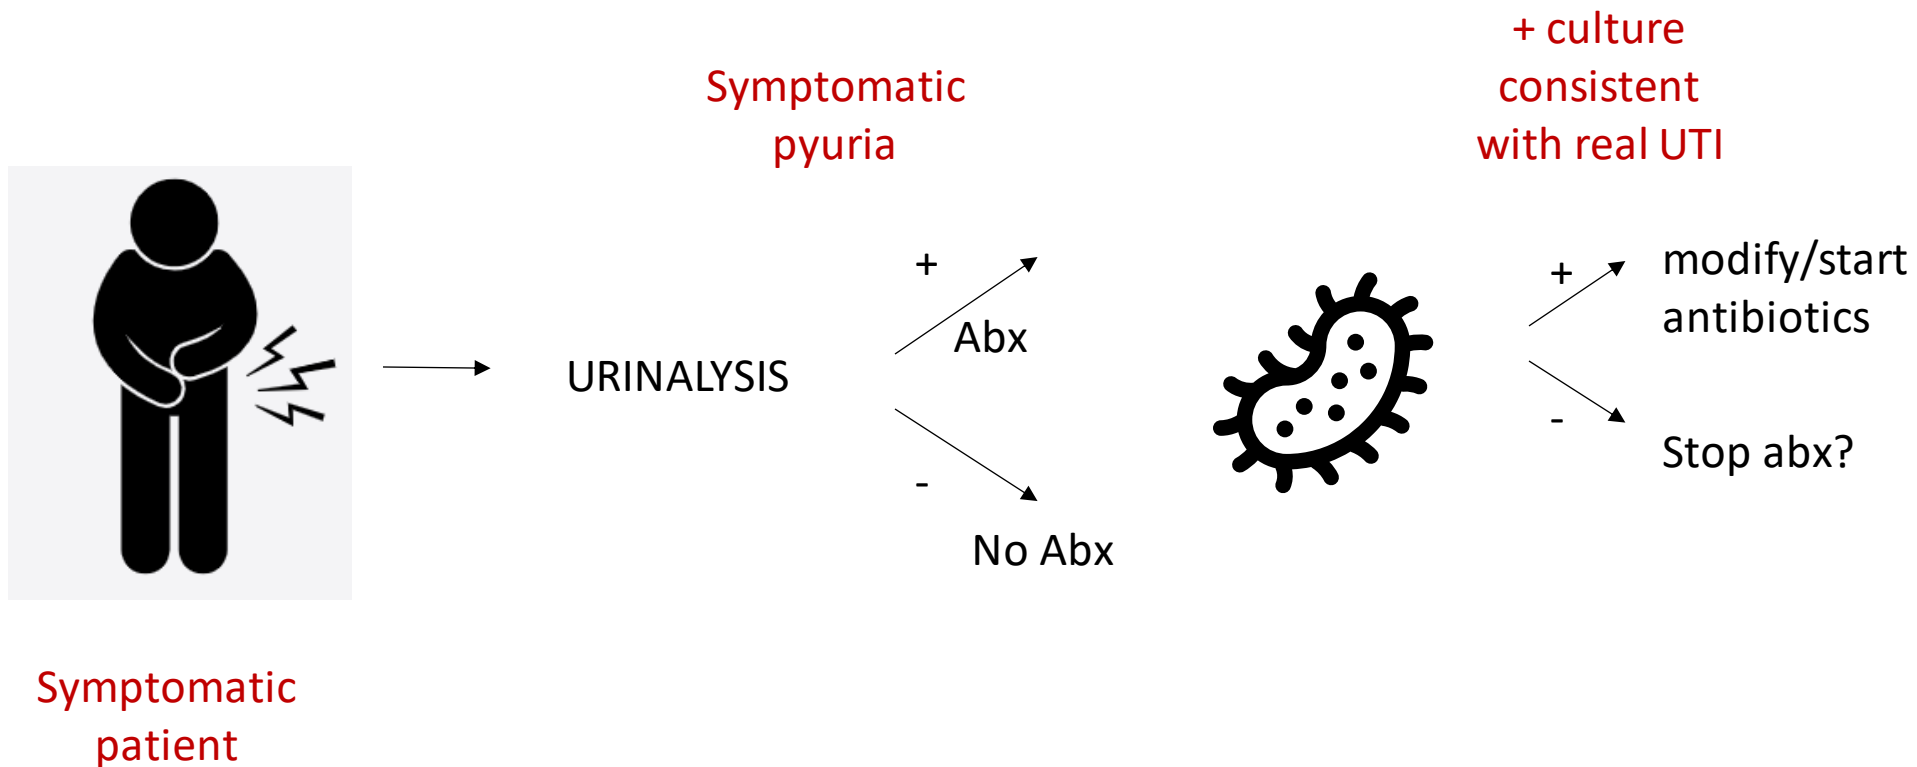 + culture
consistent
with real UTI
Symptomatic
pyuria
+
Abx
URINALYSIS
-
No Abx
+
modify/start
antibiotics
-
Stop abx?
Symptomatic
patient